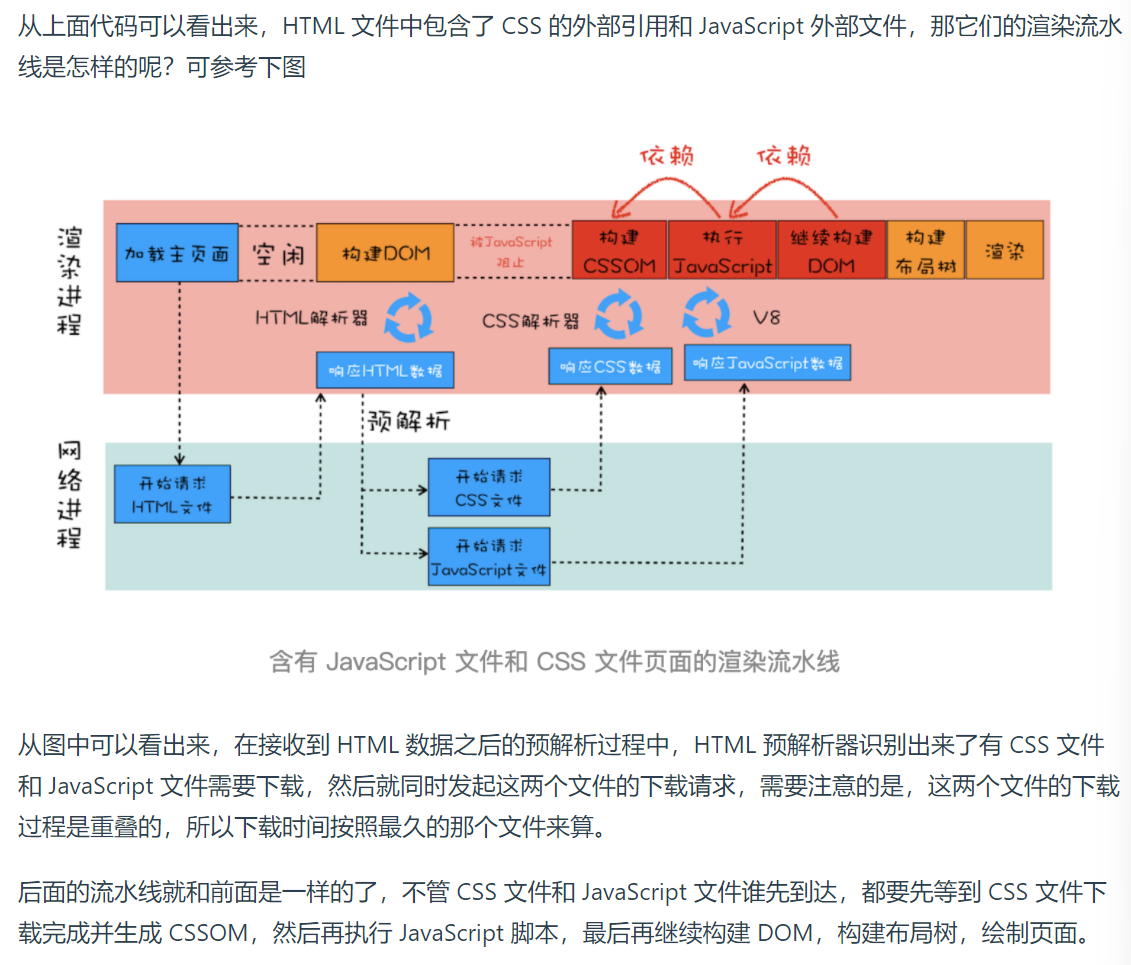 从上面代码可以看出来，HTML 文件中包含了 CSS 的外部引用和 JavaScript 外部文件，那它们的渲染流水
线是怎样的呢？可参考下图
依赖
依赖
渲染进程
加载主页面
空闲
构建DOM
被JavaScript
阻止
构建
CSSOM
执行
JavaScript
继续构建
DOM
构建
布局树
渲染
HTML解析器
CSS解析器
V8
响应HTML数据
响应CSS数据
响应JavaScript数据
预解析
网络进程
开始请求
HTML文件
开始请求
CSS文件
开始请求
JavaScript文件
含有 JavaScript 文件和 CSS 文件页面的渲染流水线
从图中可以看出来，在接收到 HTML 数据之后的预解析过程中，HTML 预解析器识别出来了有 CSS 文件
和 JavaScript 文件需要下载，然后就同时发起这两个文件的下载请求，需要注意的是，这两个文件的下载
过程是重叠的，所以下载时间按照最久的那个文件来算。
后面的流水线就和前面是一样的了，不管 CSS 文件和 JavaScript 文件谁先到达，都要先等到 CSS 文件下
载完成并生成 CSSOM，然后再执行 JavaScript 脚本，最后再继续构建 DOM，构建布局树，绘制页面。